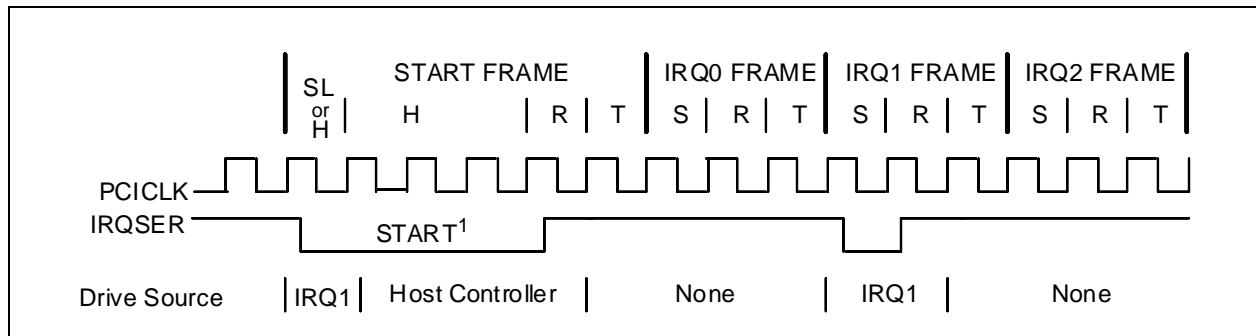 START FRAME IRQ0 FRAME IRQ1 FRAME IRQ2 FRAME
SL
or
H
H R T S R T S R T S R T
PCICLK
IRQSER
START1
Drive Source IRQ1 Host Controller None IRQ1 None